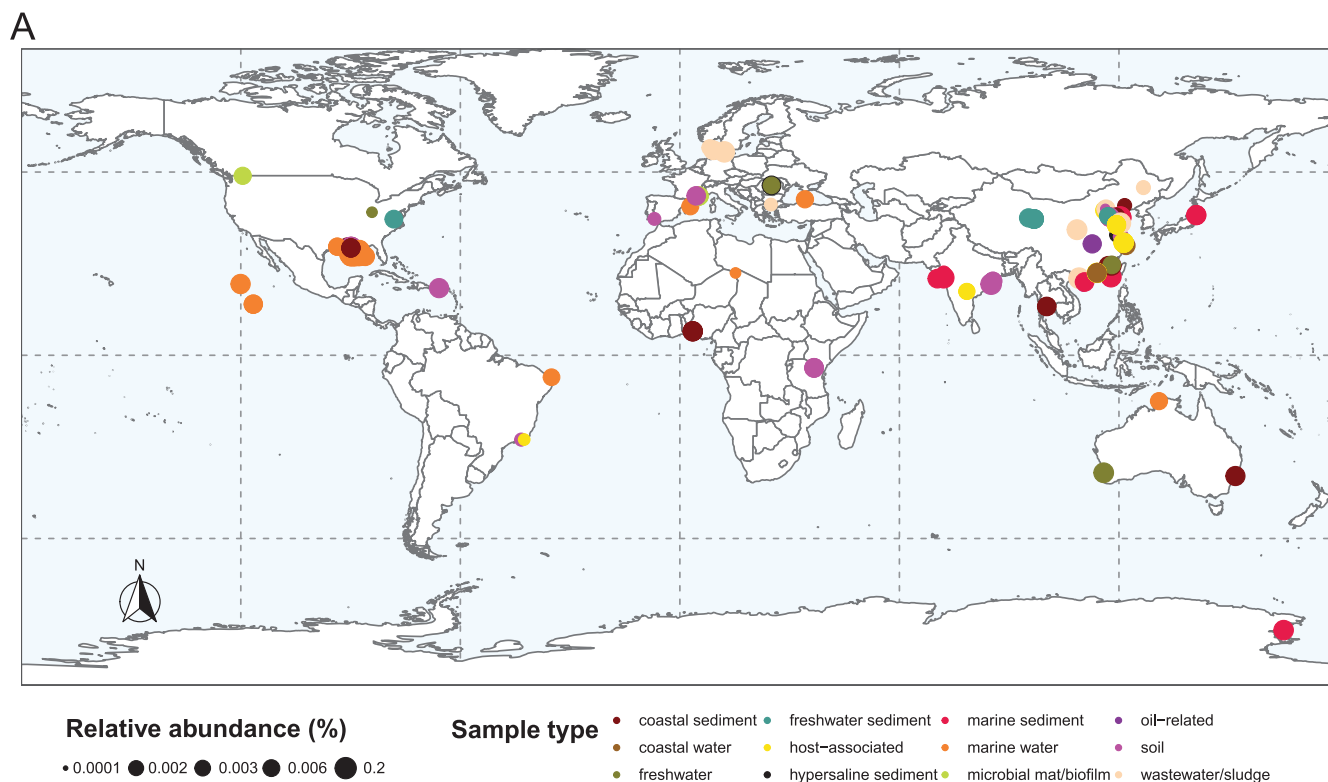 A
N
Relative abundance (%)
0.0001 0.002 0.003 0.006 0.2
Sample type
coastal sediment freshwater sediment marine sediment oil−related
coastal water host−associated marine water soil
freshwater hypersaline sediment microbial mat/biofilm wastewater/sludge